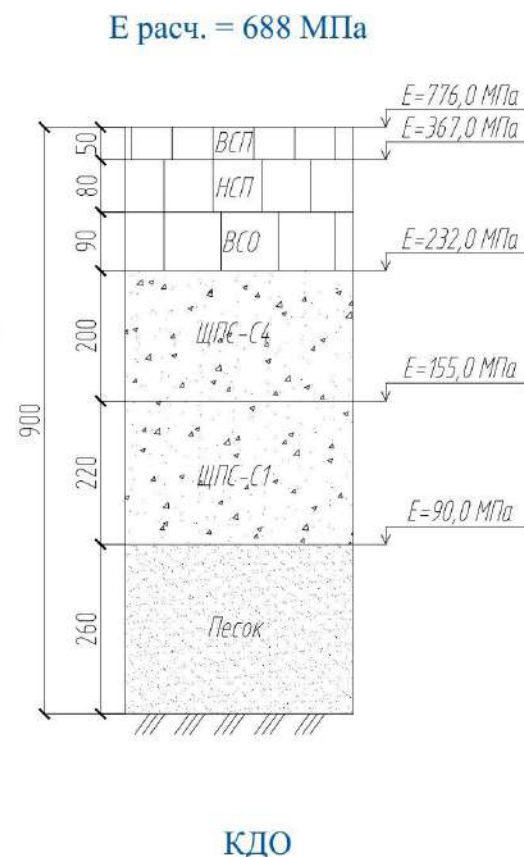 Е расч. = 688 МПа
E=776,0 МПа
E=367,0 МПа
50
ВСП
80
НСП
90
ВСО
E=232,0 МПа
200
ЩПС-С4
E=155,0 МПа
900
220
ЩПС-С1
E=90,0 МПа
260
Песок
КДО